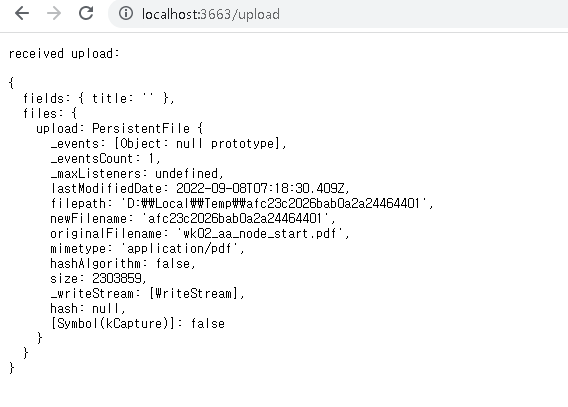 localhost:3663/upload
received upload:
{
  fields: { title: '' },
  files: {
    upload: PersistentFile {
      _events: [Object: null prototype],
      _eventsCount: 1,
      _maxListeners: undefined,
      lastModifiedDate: 2022-09-08T07:18:30.409Z,
      filepath: 'D:₩₩Local₩₩Temp₩₩afc23c2026bab0a2a24464401',
      newFilename: 'afc23c2026bab0a2a24464401',
      originalFilename: 'wk02_aa_node_start.pdf',
      mimetype: 'application/pdf',
      hashAlgorithm: false,
      size: 2303859,
      _writeStream: [WriteStream],
      hash: null,
      [Symbol(kCapture)]: false
    }
  }
}